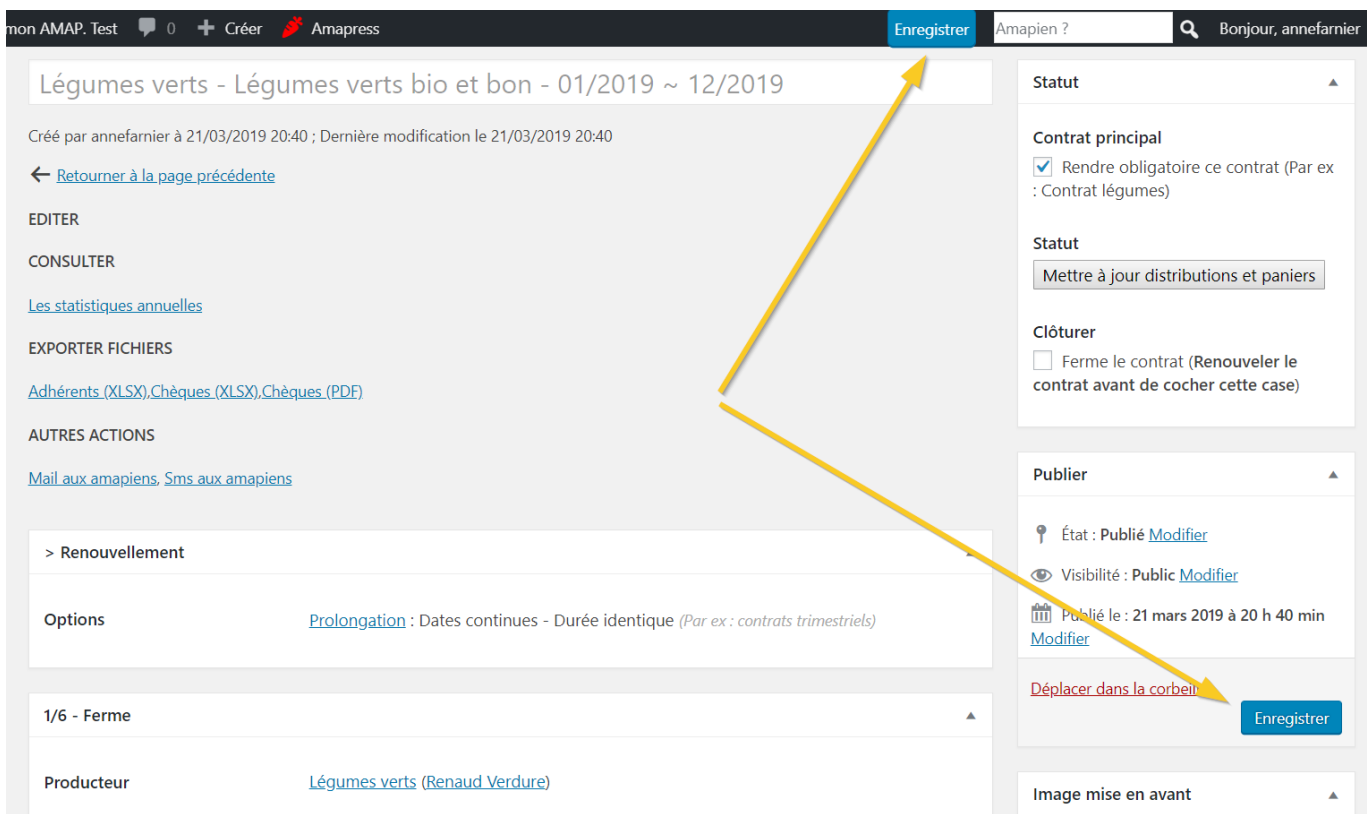 mon AMAP. Test 0 Créer Amapress Enregistrer Amapien ? Bonjour, annefarnier
Légumes verts - Légumes verts bio et bon - 01/2019 ~ 12/2019
Créé par annefarnier à 21/03/2019 20:40 ; Dernière modification le 21/03/2019 20:40
Retourner à la page précédente
EDITER
CONSULTER
Les statistiques annuelles
EXPORTER FICHIERS
Adhérents (XLSX),Chèques (XLSX),Chèques (PDF)
AUTRES ACTIONS
Mail aux amapiens, Sms aux amapiens
> Renouvellement
Options
Prolongation : Dates continues - Durée identique (Par ex : contrats trimestriels)
1/6 - Ferme
Producteur
Légumes verts (Renaud Verdure)
Statut
Contrat principal
Rendre obligatoire ce contrat (Par ex
: Contrat légumes)
Statut
Mettre à jour distributions et paniers
Clôturer
Ferme le contrat (Renouveler le
contrat avant de cocher cette case)
Publier
État : Publié Modifier
Visibilité : Public Modifier
Publié le : 21 mars 2019 à 20 h 40 min
Modifier
Déplacer dans la corbeille
Enregistrer
Image mise en avant